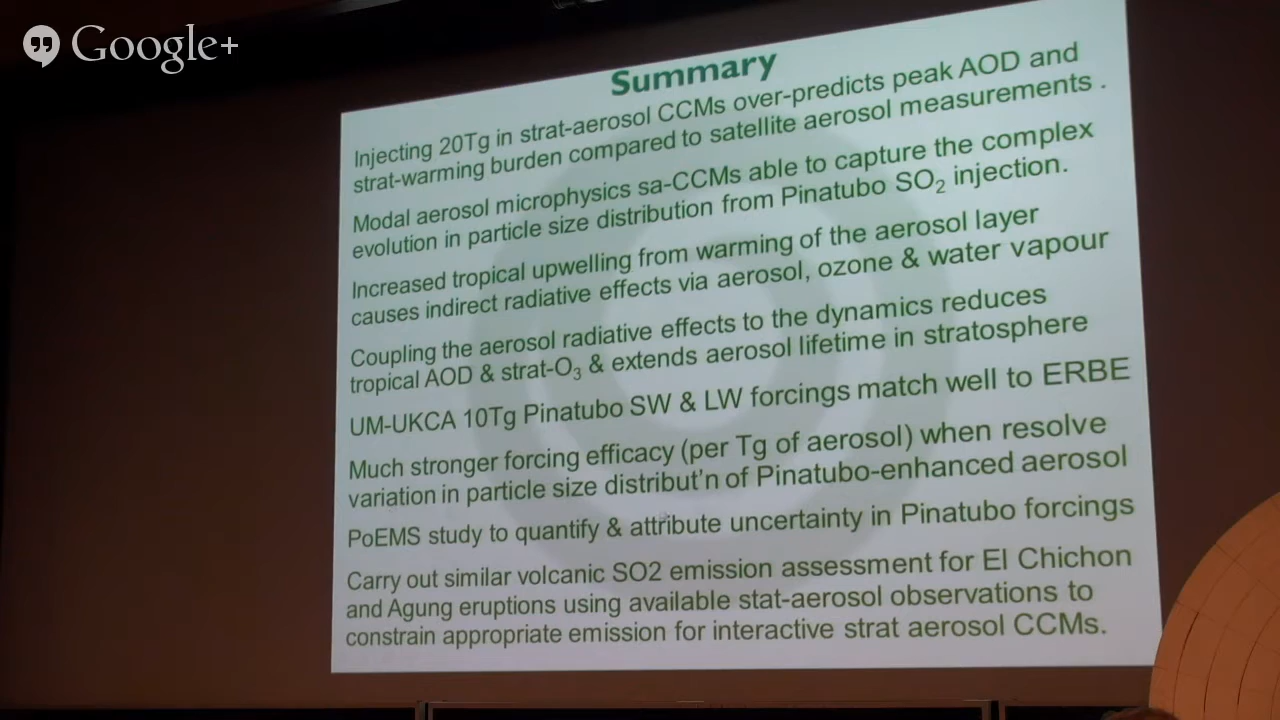 Google+
Summary
Injecting 20Tg in strat-aerosol CCMs over-predicts peak AOD and
strat-warming burden compared to satellite aerosol measurements .
Modal aerosol microphysics sa-CCMs able to capture the complex
evolution in particle size distribution from Pinatubo SO₂ injection.
Increased tropical upwelling from warming of the aerosol layer
causes indirect radiative effects via aerosol, ozone & water vapour
Coupling the aerosol radiative effects to the dynamics reduces
tropical AOD & strat-O₃ & extends aerosol lifetime in stratosphere
UM-UKCA 10Tg Pinatubo SW & LW forcings match well to ERBE
Much stronger forcing efficacy (per Tg of aerosol) when resolve
variation in particle size distribut'n of Pinatubo-enhanced aerosol
PoEMS study to quantify & attribute uncertainty in Pinatubo forcings
Carry out similar volcanic SO2 emission assessment for El Chichon
and Agung eruptions using available stat-aerosol observations to
constrain appropriate emission for interactive strat aerosol CCMs.